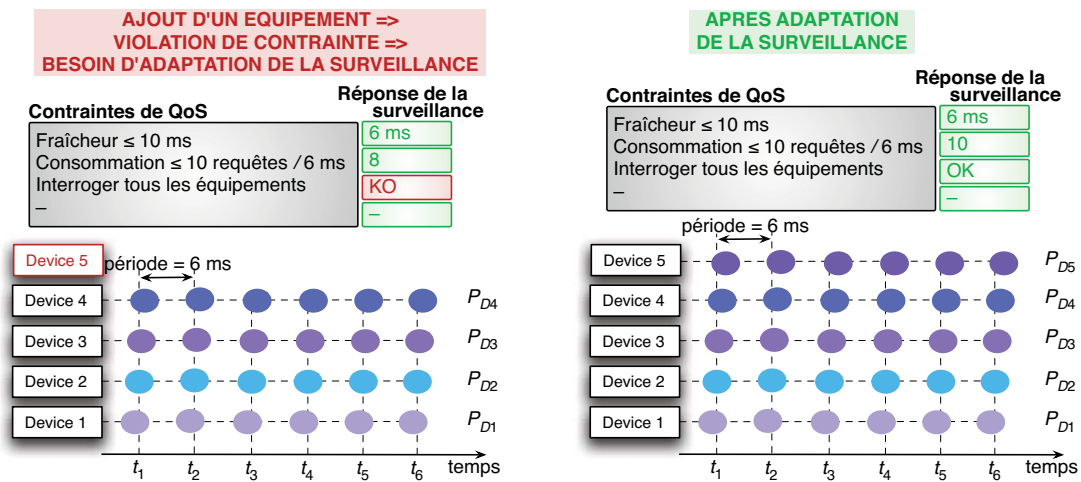 AJOUT D'UN EQUIPEMENT =>
VIOLATION DE CONTRAINTE =>
BESOIN D'ADAPTATION DE LA SURVEILLANCE
Contraintes de QoS
Réponse de la
surveillance
Fraîcheur ≤ 10 ms
6 ms
Consommation ≤ 10 requêtes / 6 ms
8
Interroger tous les équipements
KO
–
–
Device 5
période = 6 ms
Device 4
P_D4
Device 3
P_D3
Device 2
P_D2
Device 1
P_D1
t1 t2 t3 t4 t5 t6 temps
APRES ADAPTATION
DE LA SURVEILLANCE
Contraintes de QoS
Réponse de la
surveillance
Fraîcheur ≤ 10 ms
6 ms
Consommation ≤ 10 requêtes / 6 ms
10
Interroger tous les équipements
OK
–
–
période = 6 ms
Device 5
P_D5
Device 4
P_D4
Device 3
P_D3
Device 2
P_D2
Device 1
P_D1
t1 t2 t3 t4 t5 t6 temps